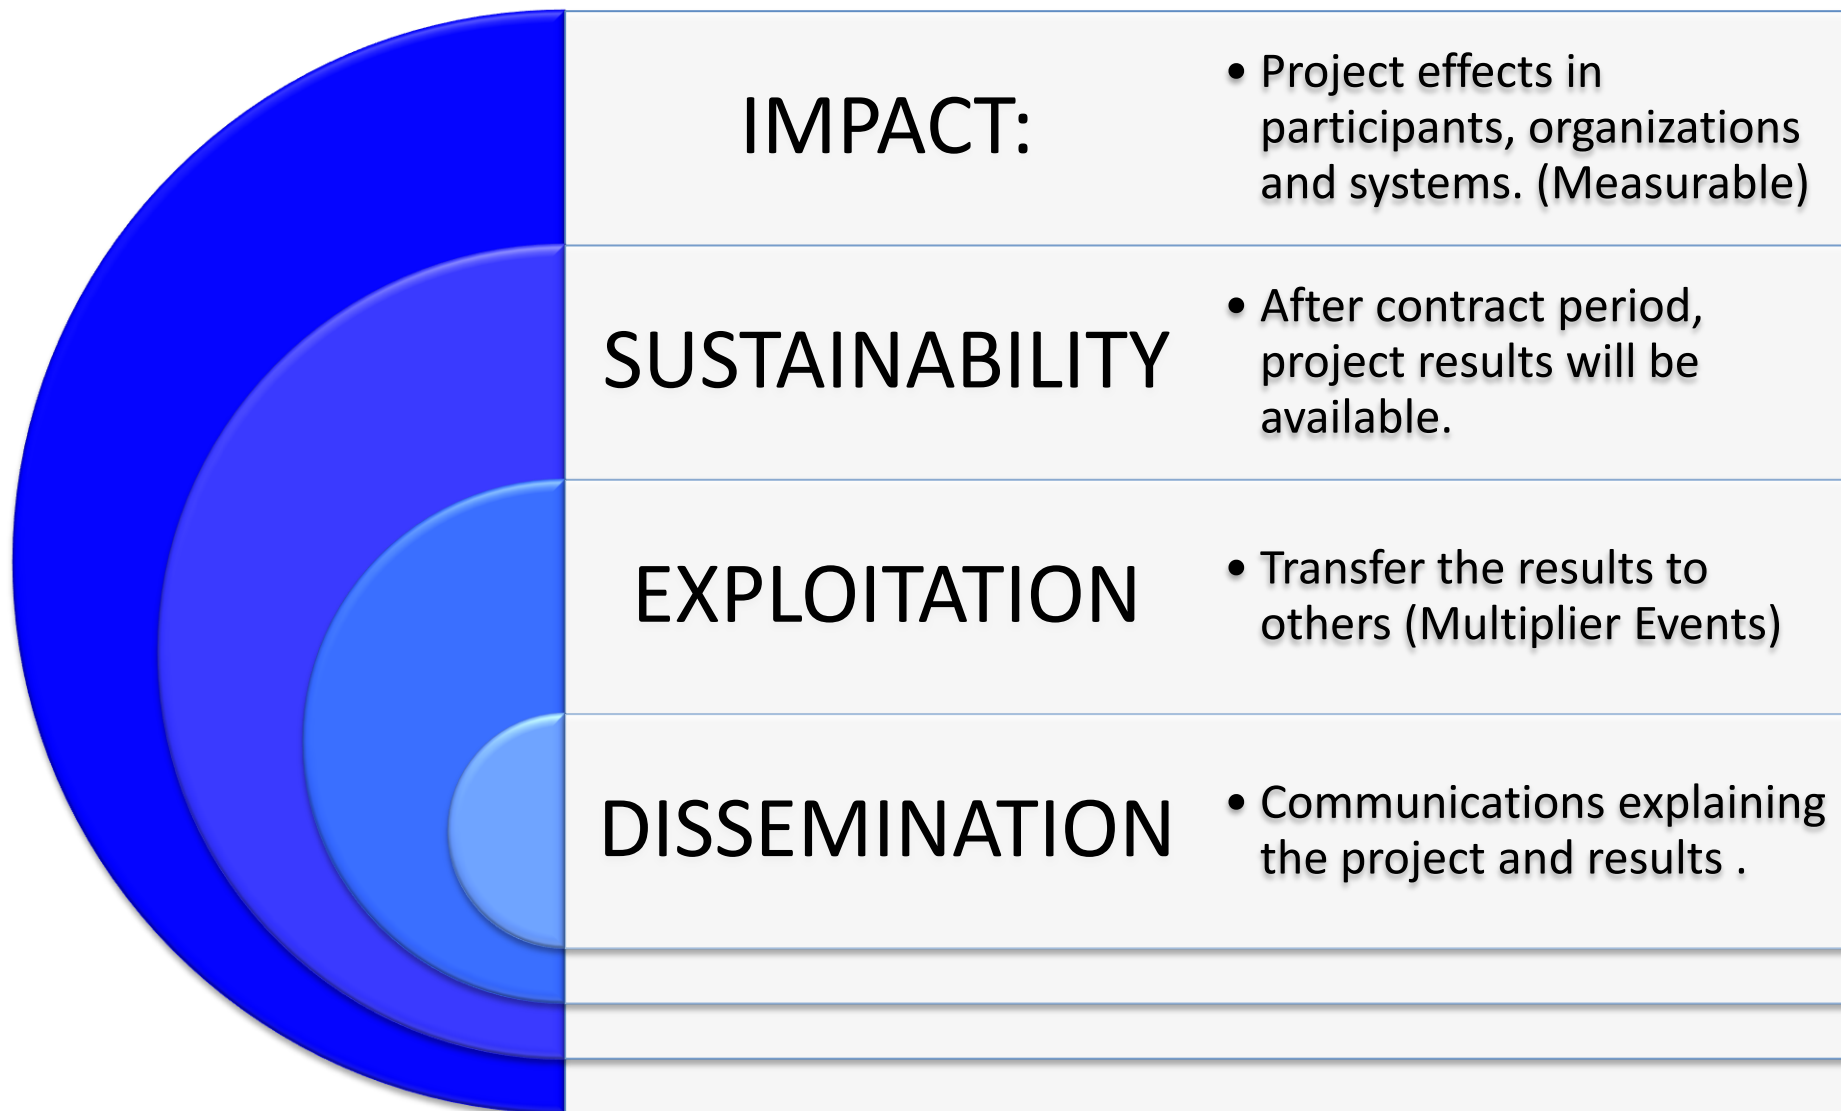 IMPACT:
• Project effects in
participants, organizations
and systems. (Measurable)
SUSTAINABILITY
• After contract period,
project results will be
available.
EXPLOITATION
• Transfer the results to
others (Multiplier Events)
DISSEMINATION
• Communications explaining
the project and results .